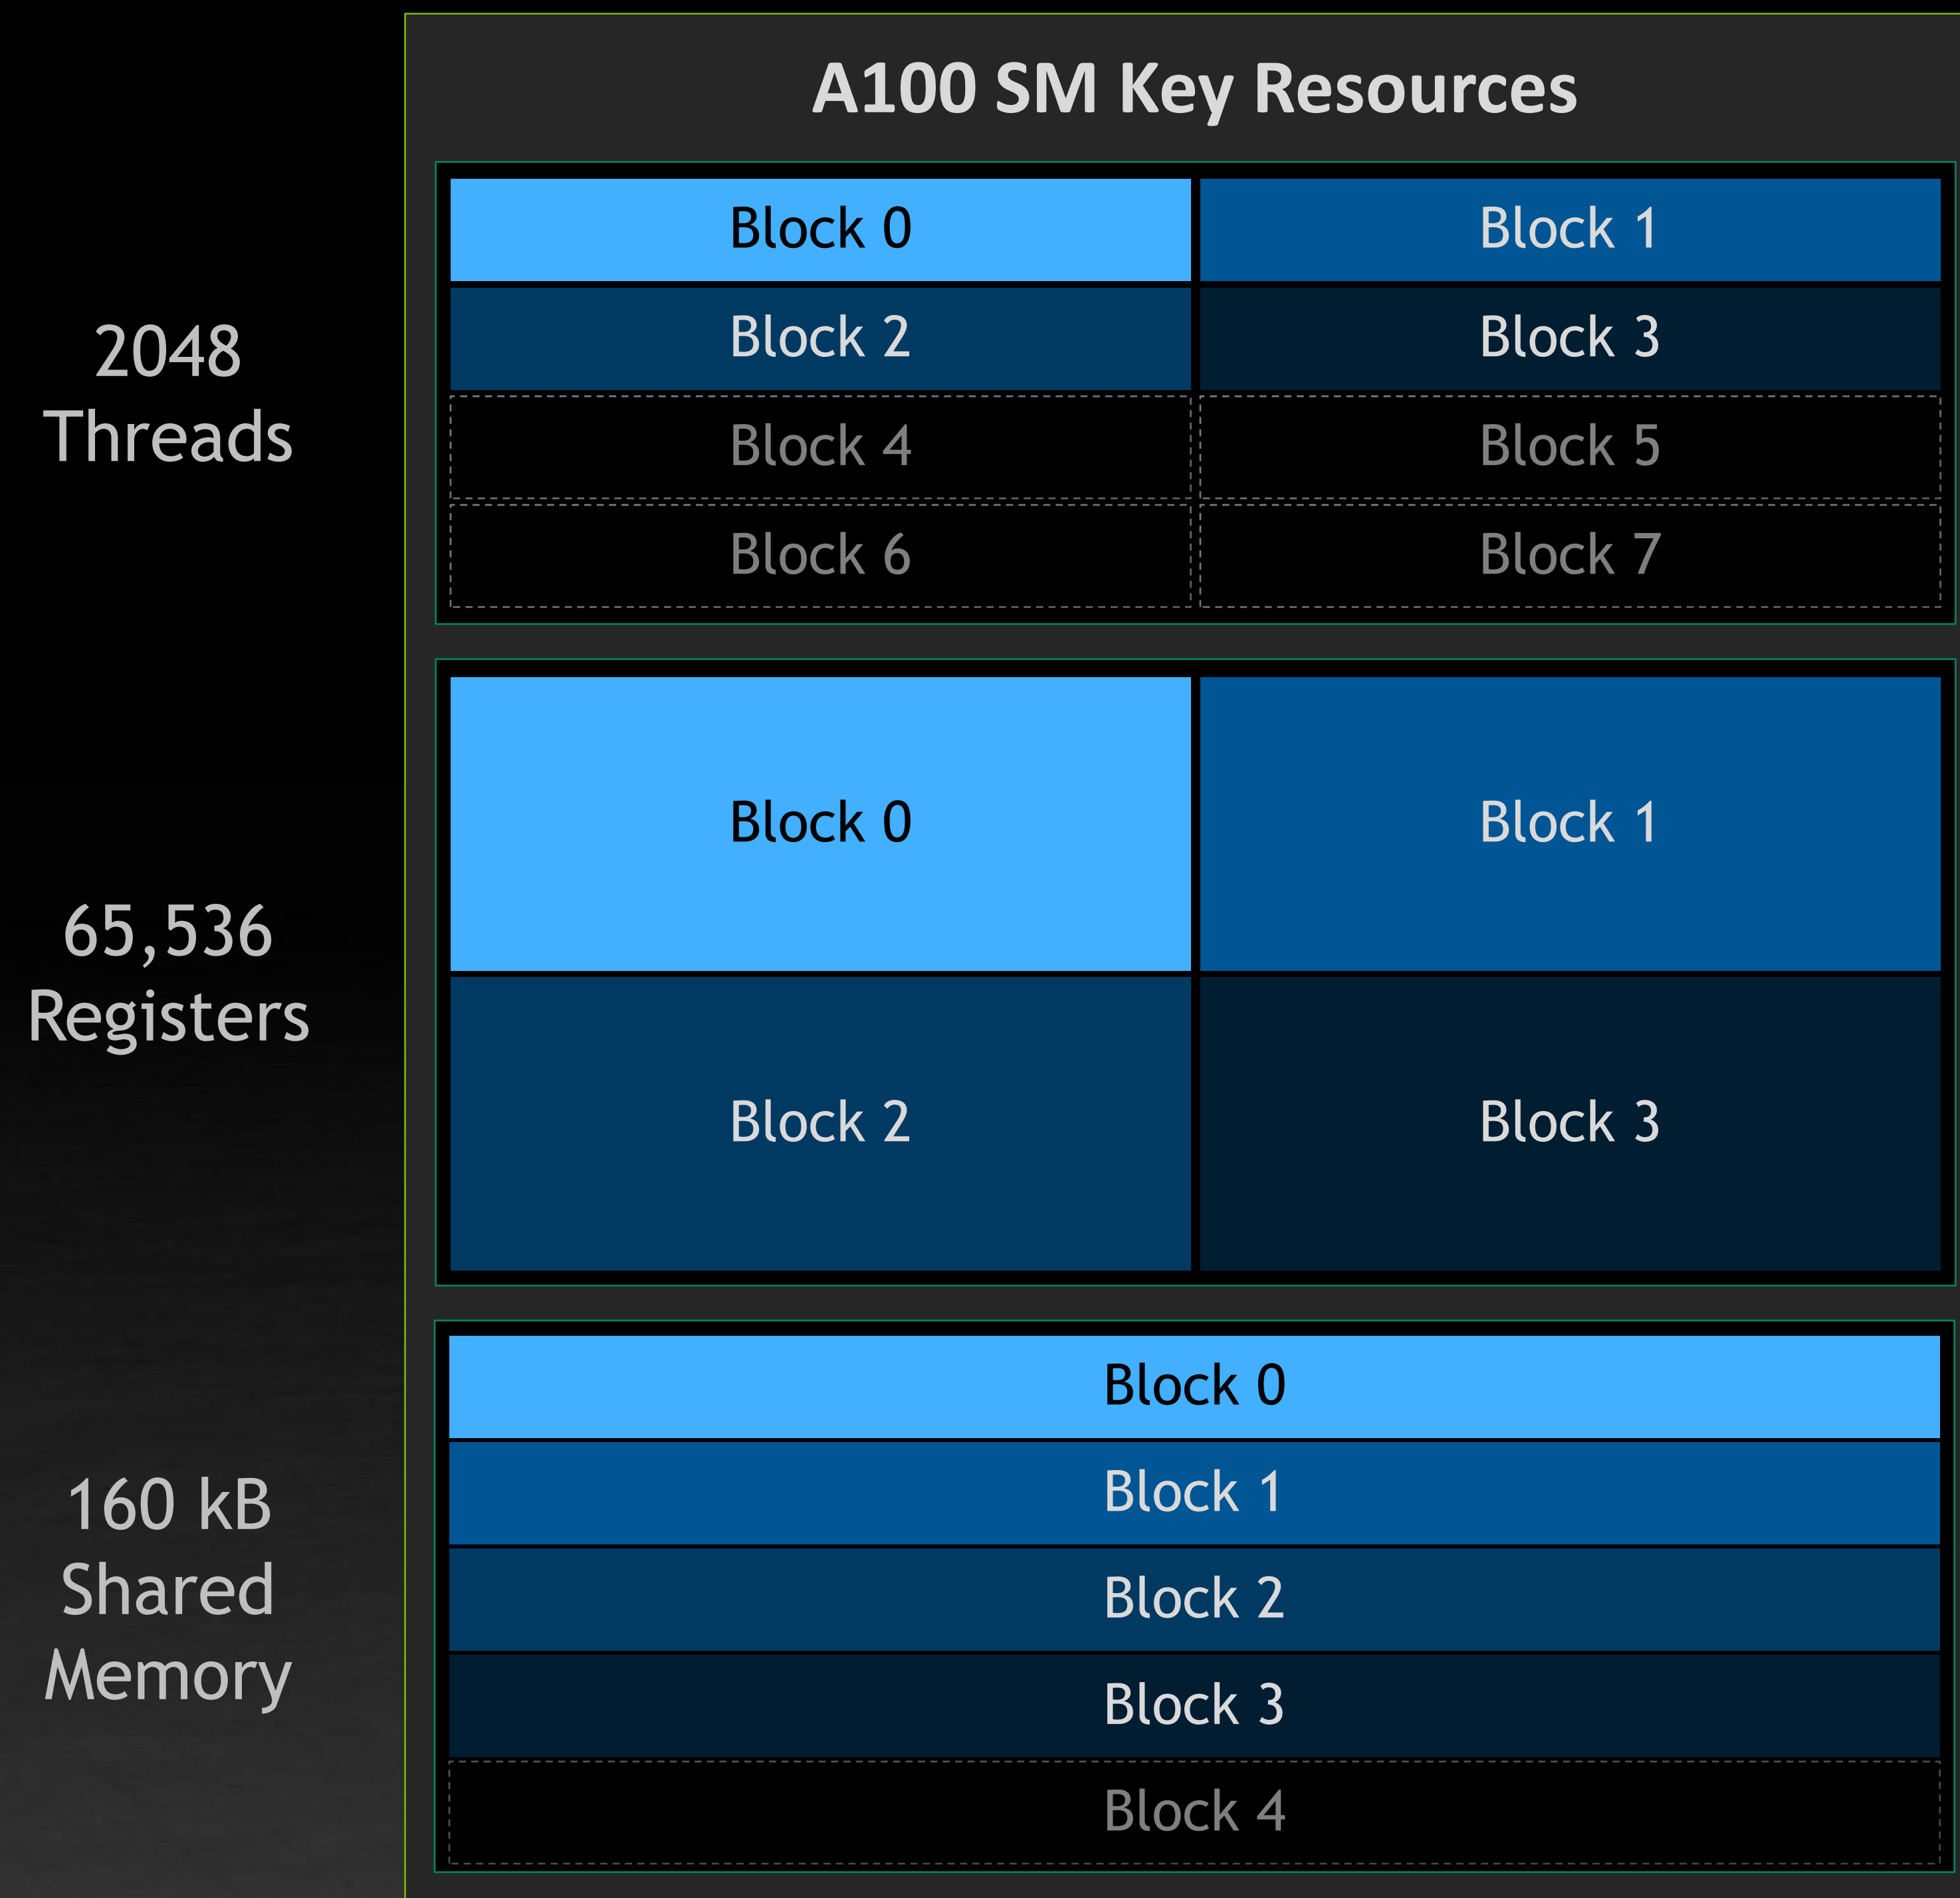 A100 SM Key Resources
2048
Threads
Block 0
Block 1
Block 2
Block 3
Block 4
Block 5
Block 6
Block 7
65,536
Registers
Block 0
Block 1
Block 2
Block 3
160 kB
Shared
Memory
Block 0
Block 1
Block 2
Block 3
Block 4